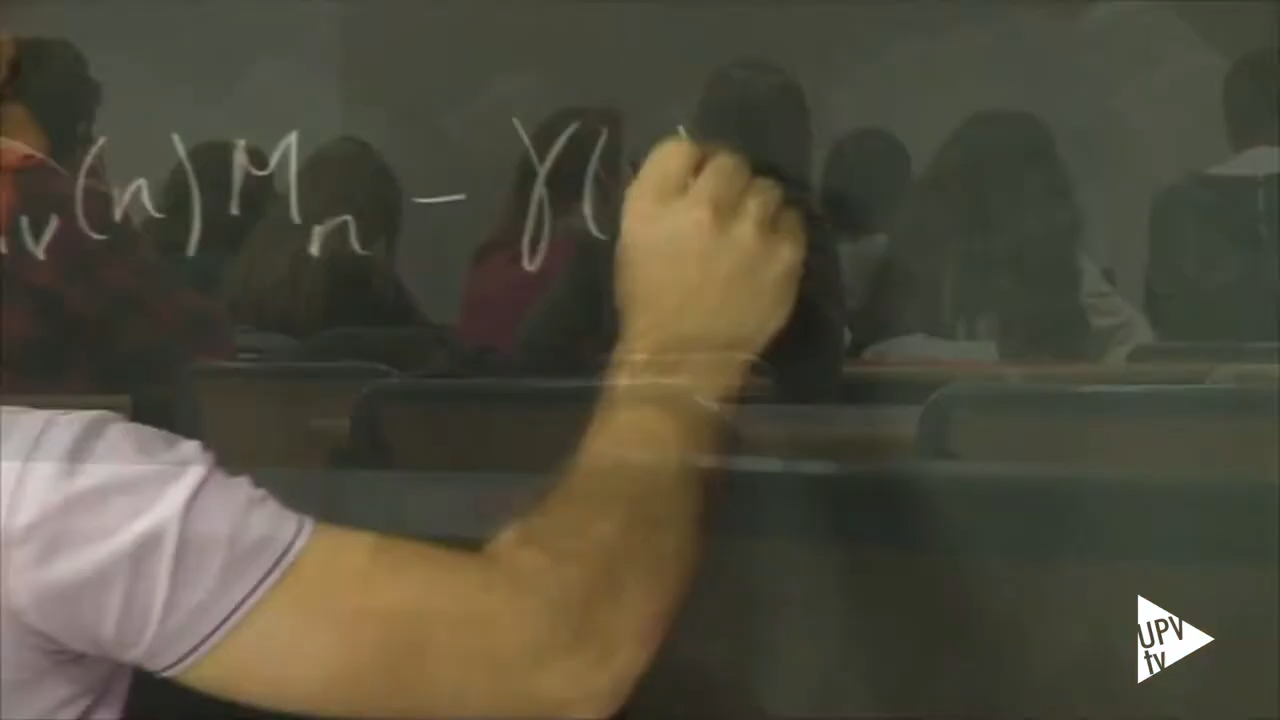 v(n) Mn - γ(
UPV
tv